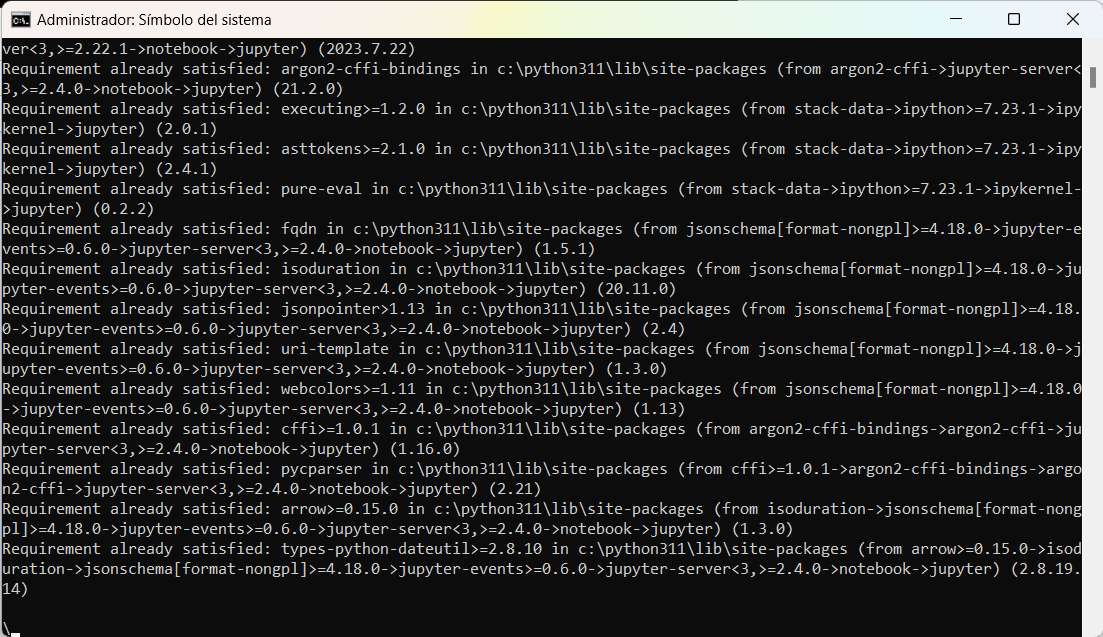 Administrador: Símbolo del sistema
ver<3,>=2.22.1->notebook->jupyter) (2023.7.22)
Requirement already satisfied: argon2-cffi-bindings in c:\python311\lib\site-packages (from argon2-cffi->jupyter-server<
3,>=2.4.0->notebook->jupyter) (21.2.0)
Requirement already satisfied: executing>=1.2.0 in c:\python311\lib\site-packages (from stack-data->ipython>=7.23.1->ipy
kernel->jupyter) (2.0.1)
Requirement already satisfied: asttokens>=2.1.0 in c:\python311\lib\site-packages (from stack-data->ipython>=7.23.1->ipy
kernel->jupyter) (2.4.1)
Requirement already satisfied: pure-eval in c:\python311\lib\site-packages (from stack-data->ipython>=7.23.1->ipykernel-
>jupyter) (0.2.2)
Requirement already satisfied: fqdn in c:\python311\lib\site-packages (from jsonschema[format-nongpl]>=4.18.0->jupyter-e
vents>=0.6.0->jupyter-server<3,>=2.4.0->notebook->jupyter) (1.5.1)
Requirement already satisfied: isoduration in c:\python311\lib\site-packages (from jsonschema[format-nongpl]>=4.18.0->ju
pyter-events>=0.6.0->jupyter-server<3,>=2.4.0->notebook->jupyter) (20.11.0)
Requirement already satisfied: jsonpointer>1.13 in c:\python311\lib\site-packages (from jsonschema[format-nongpl]>=4.18.
0->jupyter-events>=0.6.0->jupyter-server<3,>=2.4.0->notebook->jupyter) (2.4)
Requirement already satisfied: uri-template in c:\python311\lib\site-packages (from jsonschema[format-nongpl]>=4.18.0->j
upyter-events>=0.6.0->jupyter-server<3,>=2.4.0->notebook->jupyter) (1.3.0)
Requirement already satisfied: webcolors>=1.11 in c:\python311\lib\site-packages (from jsonschema[format-nongpl]>=4.18.0
->jupyter-events>=0.6.0->jupyter-server<3,>=2.4.0->notebook->jupyter) (1.13)
Requirement already satisfied: cffi>=1.0.1 in c:\python311\lib\site-packages (from argon2-cffi-bindings->argon2-cffi->ju
pyter-server<3,>=2.4.0->notebook->jupyter) (1.16.0)
Requirement already satisfied: pycparser in c:\python311\lib\site-packages (from cffi>=1.0.1->argon2-cffi-bindings->argo
n2-cffi->jupyter-server<3,>=2.4.0->notebook->jupyter) (2.21)
Requirement already satisfied: arrow>=0.15.0 in c:\python311\lib\site-packages (from isoduration->jsonschema[format-nong
pl]>=4.18.0->jupyter-events>=0.6.0->jupyter-server<3,>=2.4.0->notebook->jupyter) (1.3.0)
Requirement already satisfied: types-python-dateutil>=2.8.10 in c:\python311\lib\site-packages (from arrow>=0.15.0->isod
uration->jsonschema[format-nongpl]>=4.18.0->jupyter-events>=0.6.0->jupyter-server<3,>=2.4.0->notebook->jupyter) (2.8.19.
14)
\